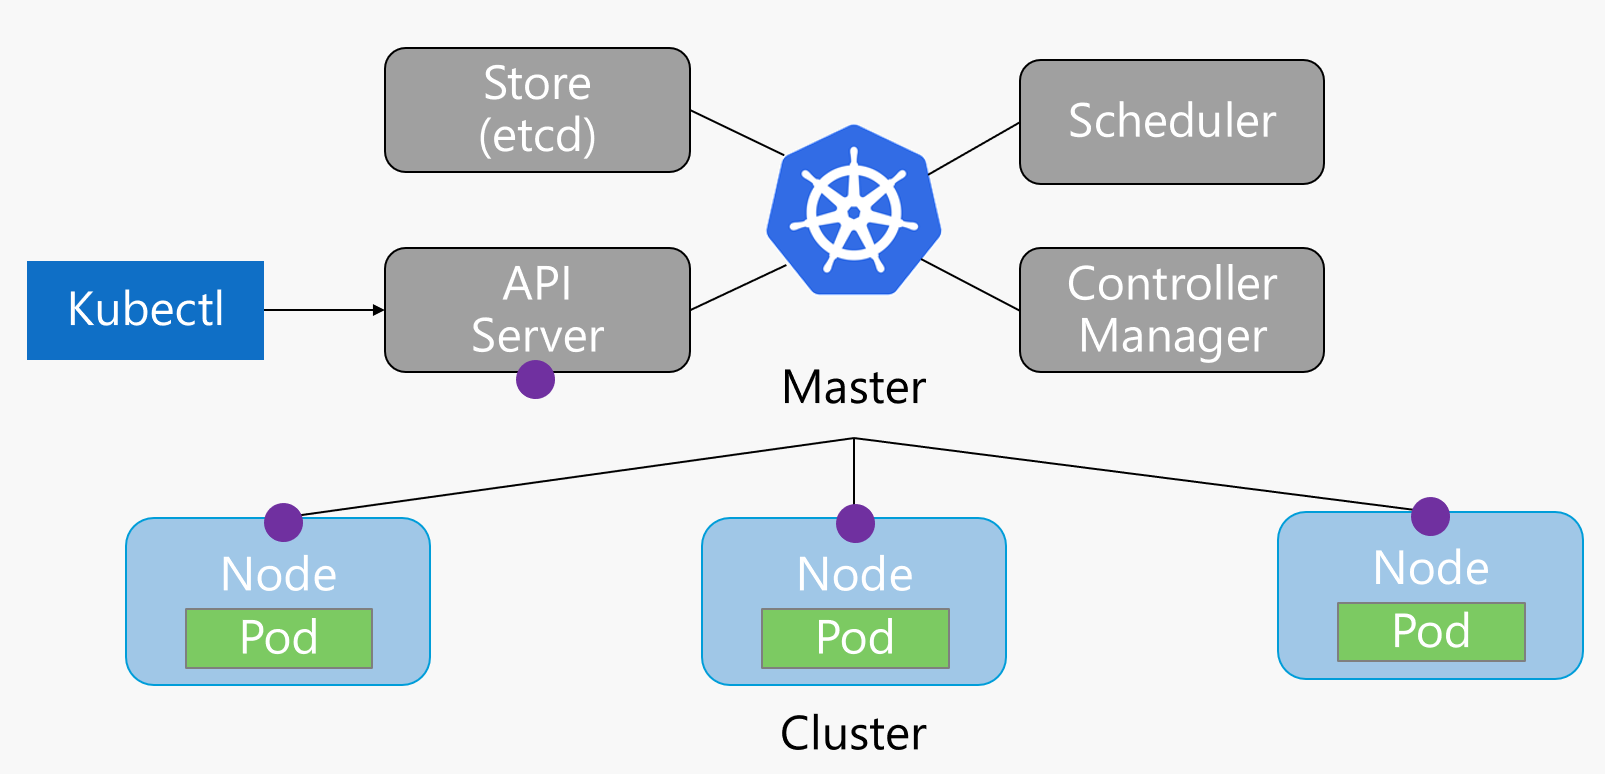 Store
(etcd)
Scheduler
Kubectl
API
Server
Controller
Manager
Master
Node
Pod
Node
Pod
Node
Pod
Cluster